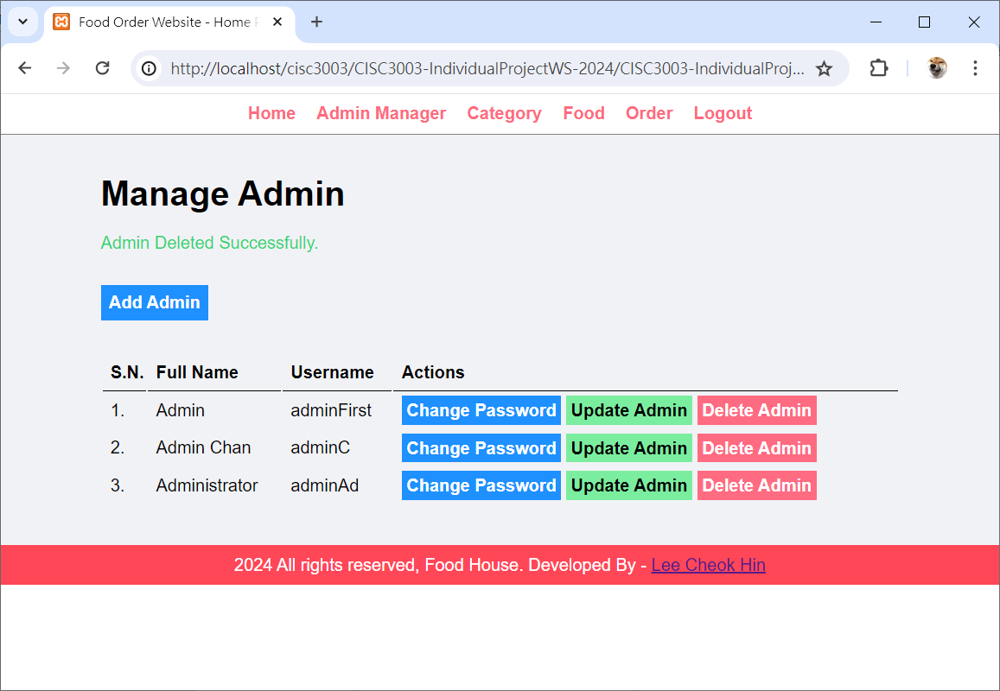 Food Order Website - Home P
http://localhost/cisc3003/CISC3003-IndividualProjectWS-2024/CISC3003-IndividualProj...
Home Admin Manager Category Food Order Logout
Manage Admin
Admin Deleted Successfully.
Add Admin
S.N. Full Name Username Actions
1. Admin adminFirst Change Password Update Admin Delete Admin
2. Admin Chan adminC Change Password Update Admin Delete Admin
3. Administrator adminAd Change Password Update Admin Delete Admin
2024 All rights reserved, Food House. Developed By - Lee Cheok Hin